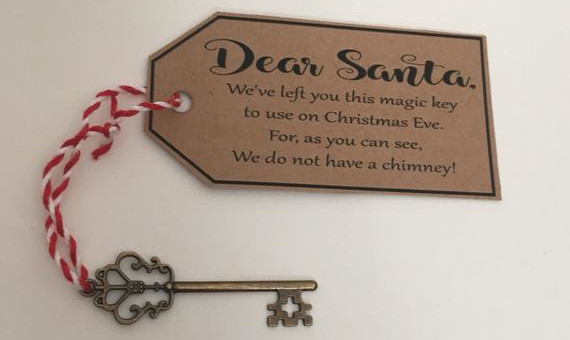 Dear Santa,
We've left you this magic key
to use on Christmas Eve.
For, as you can see,
We do not have a chimney!